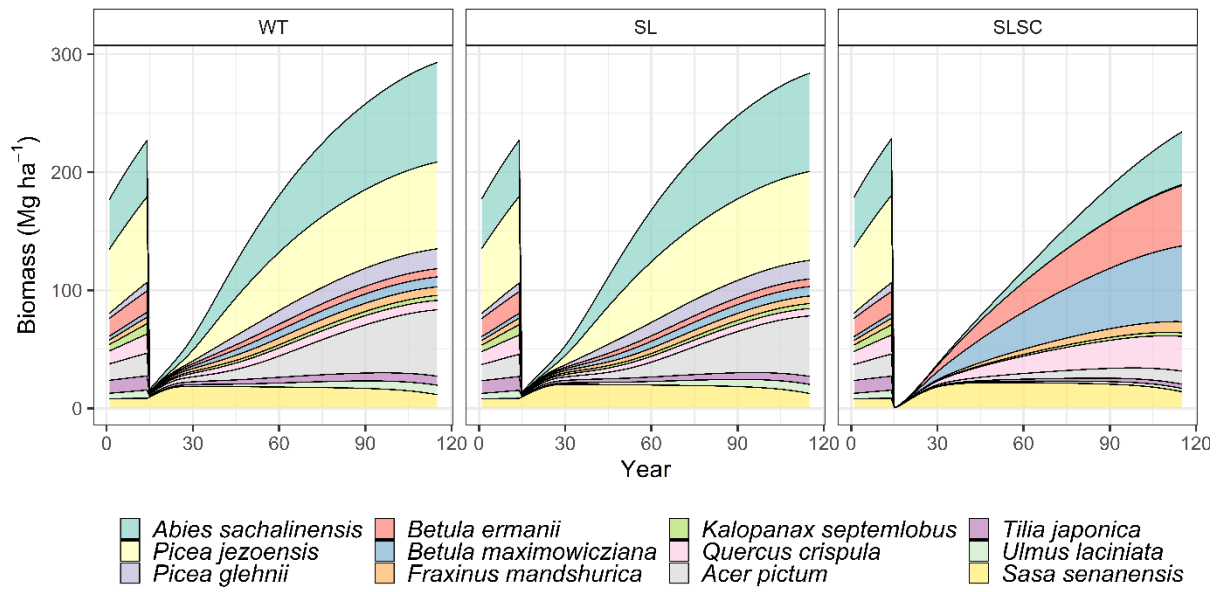 WT SL SLSC
300
200
100
0
Biomass (Mg ha⁻¹)
0 30 60 90 120 0 30 60 90 120 0 30 60 90 120
Year
Abies sachalinensis Betula ermanii Kalopanax septemlobus Tilia japonica
Picea jezoensis Betula maximowicziana Quercus crispula Ulmus laciniata
Picea glehnii Fraxinus mandshurica Acer pictum Sasa senanensis